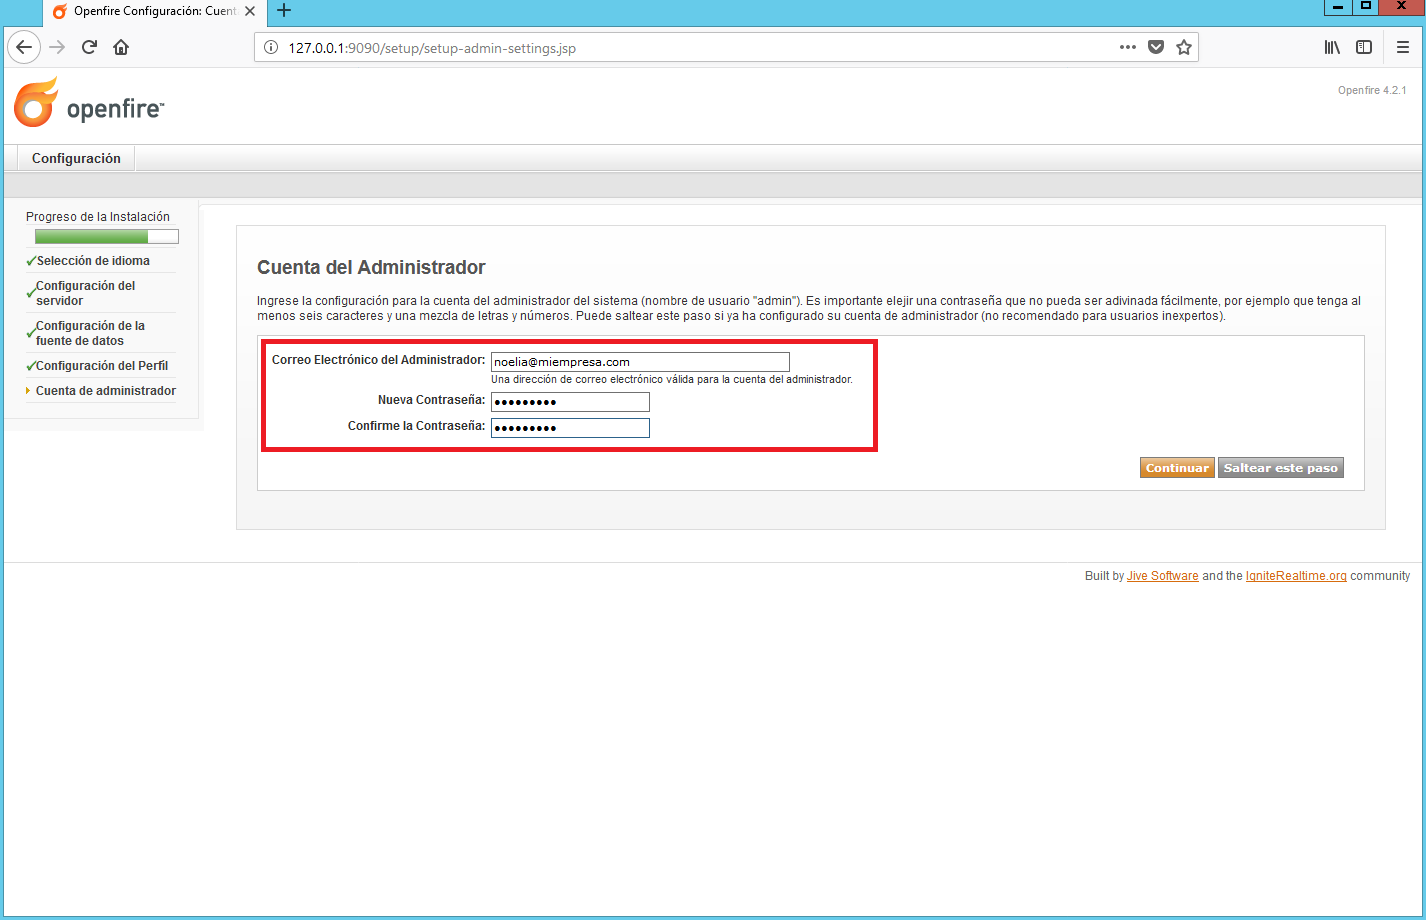 Openfire Configuración: Cuent
127.0.0.1:9090/setup/setup-admin-settings.jsp
openfire™
Openfire 4.2.1
Configuración
Progreso de la Instalación
Selección de idioma
Configuración del
servidor
Configuración de la
fuente de datos
Configuración del Perfil
Cuenta de administrador
Cuenta del Administrador
Ingrese la configuración para la cuenta del administrador del sistema (nombre de usuario "admin"). Es importante elejir una contraseña que no pueda ser adivinada fácilmente, por ejemplo que tenga al
menos seis caracteres y una mezcla de letras y números. Puede saltear este paso si ya ha configurado su cuenta de administrador (no recomendado para usuarios inexpertos).
Correo Electrónico del Administrador: noelia@miempresa.com
Una dirección de correo electrónico válida para la cuenta del administrador.
Nueva Contraseña: •••••••••
Confirme la Contraseña: •••••••••
Continuar Saltear este paso
Built by Jive Software and the IgniteRealtime.org community